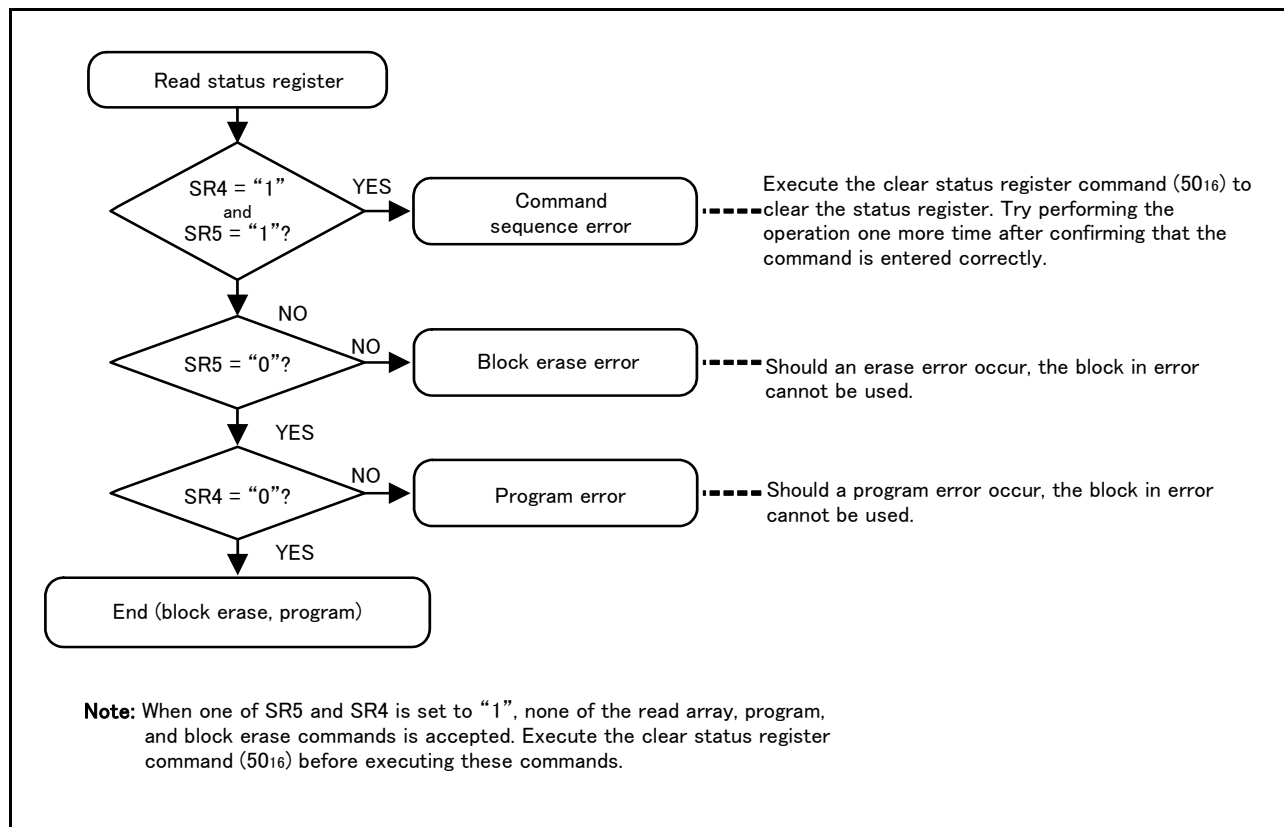 Read status register
SR4 = “1”
and
SR5 = “1”?
YES
Command
sequence error
Execute the clear status register command (5016) to
clear the status register. Try performing the
operation one more time after confirming that the
command is entered correctly.
NO
SR5 = “0”?
NO
Block erase error
Should an erase error occur, the block in error
cannot be used.
YES
SR4 = “0”?
NO
Program error
Should a program error occur, the block in error
cannot be used.
YES
End (block erase, program)
Note: When one of SR5 and SR4 is set to “1”, none of the read array, program,
and block erase commands is accepted. Execute the clear status register
command (5016) before executing these commands.